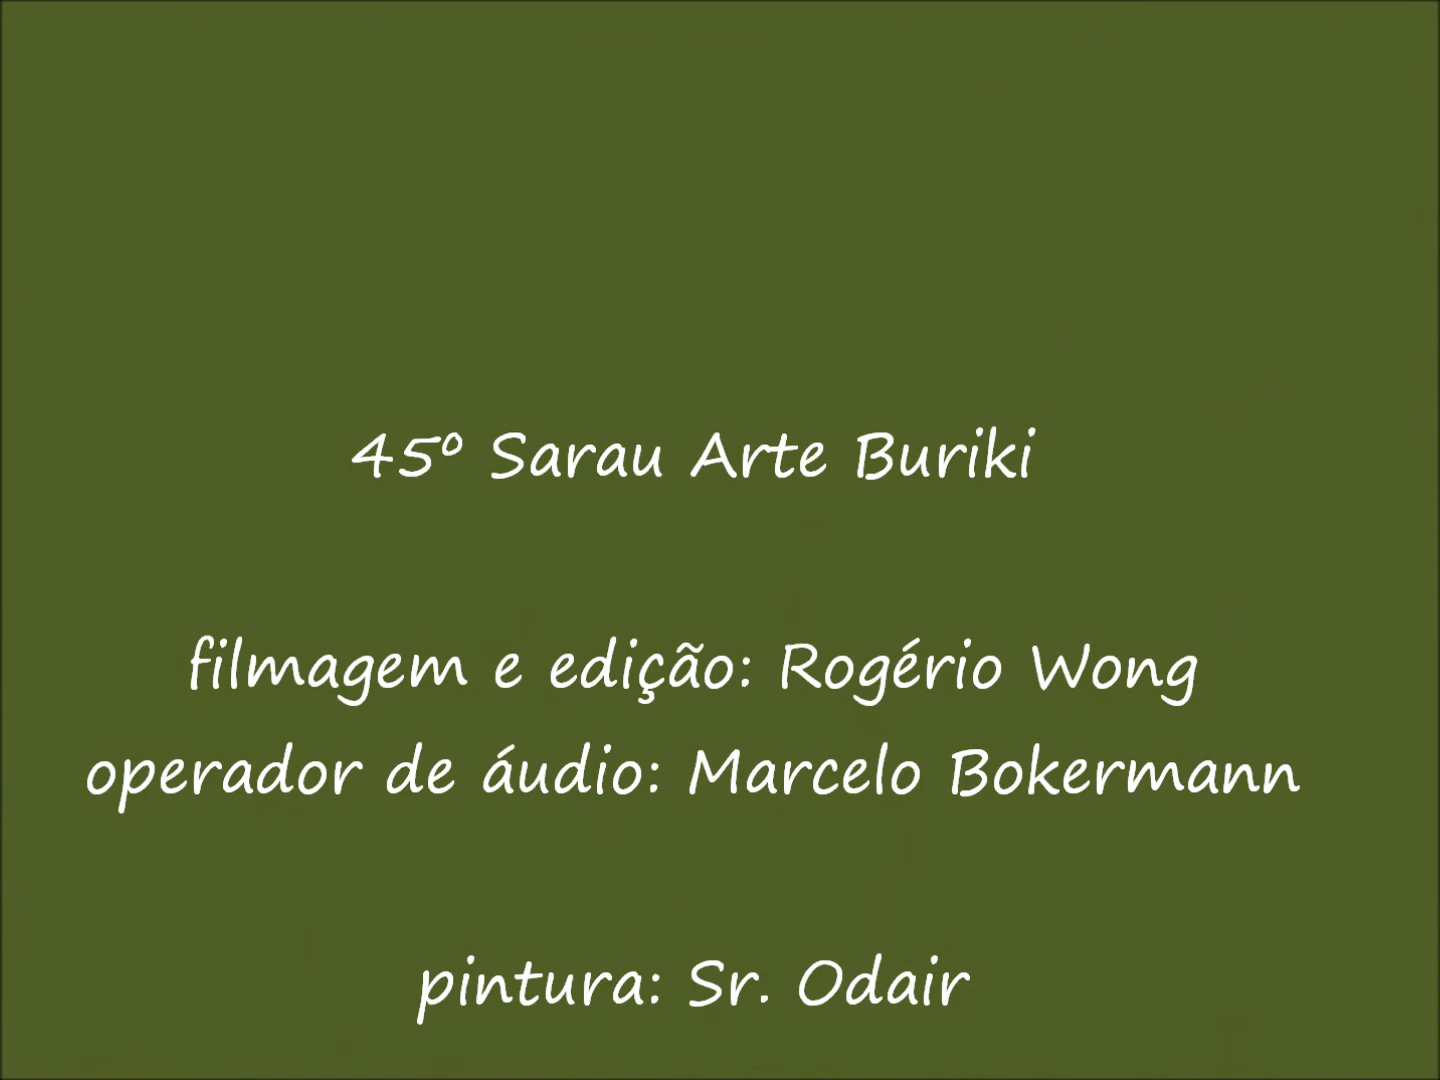 45º Sarau Arte Buriki
filmagem e edição: Rogério Wong
operador de áudio: Marcelo Bokermann
pintura: Sr. Odair